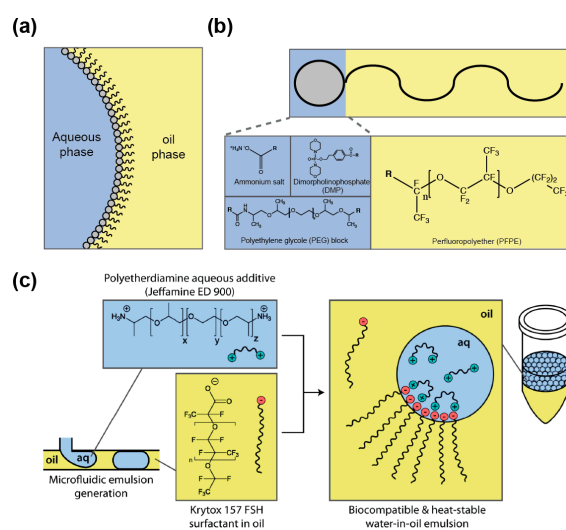 (a)
Aqueous
phase
oil
phase
(b)
Ammonium salt
Dimorpholinophosphate
(DMP)
Polyethylene glycole (PEG) block
Perfluoropolyether (PFPE)
(c)
Polyetherdiamine aqueous additive
(Jeffamine ED 900)
oil
aq
Microfluidic emulsion
generation
Krytox 157 FSH
surfactant in oil
oil
aq
Biocompatible & heat-stable
water-in-oil emulsion